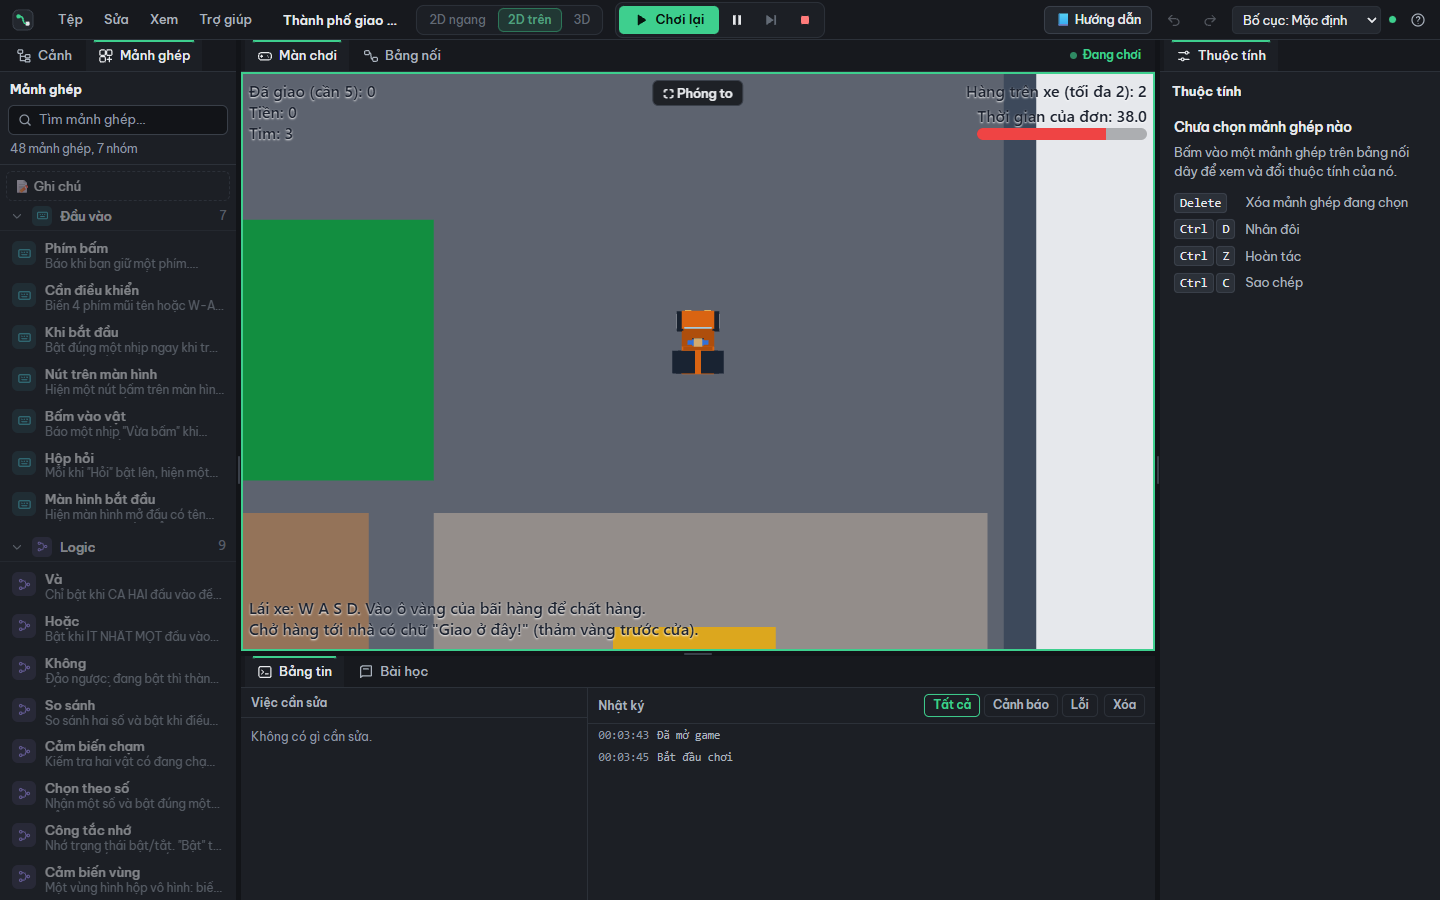 Tệp
Sửa
Xem
Trợ giúp
Thành phố giao ...
2D ngang
2D trên
3D
Chơi lại
📘 Hướng dẫn
Bố cục: Mặc định
Cảnh
Mảnh ghép
Mảnh ghép
Tìm mảnh ghép...
48 mảnh ghép, 7 nhóm
Ghi chú
Đầu vào 7
Phím bấm
Báo khi bạn giữ một phím....
Cần điều khiển
Biến 4 phím mũi tên hoặc W-A...
Khi bắt đầu
Bật đúng một nhịp ngay khi tr...
Nút trên màn hình
Hiện một nút bấm trên màn hìn...
Bấm vào vật
Báo một nhịp "Vừa bấm" khi...
Hộp hỏi
Mỗi khi "Hỏi" bật lên, hiện một...
Màn hình bắt đầu
Hiện màn hình mở đầu có tên...
Logic 9
Và
Chỉ bật khi CẢ HAI đầu vào đề...
Hoặc
Bật khi ÍT NHẤT MỘT đầu vào...
Không
Đảo ngược: đang bật thì thàn...
So sánh
So sánh hai số và bật khi điều...
Cảm biến chạm
Kiểm tra hai vật có đang chạ...
Chọn theo số
Nhận một số và bật đúng một...
Công tắc nhớ
Nhớ trạng thái bật/tắt. "Bật" t...
Cảm biến vùng
Một vùng hình hộp vô hình: biế...
Màn chơi
Bảng nối
Đang chơi
Đã giao (cần 5): 0
Tiền: 0
Tim: 3
Phóng to
Hàng trên xe (tối đa 2): 2
Thời gian của đơn: 38.0
Lái xe: W A S D. Vào ô vàng của bãi hàng để chất hàng.
Chở hàng tới nhà có chữ "Giao ở đây!" (thảm vàng trước cửa).
Bảng tin
Bài học
Việc cần sửa
Không có gì cần sửa.
Nhật ký
Tất cả
Cảnh báo
Lỗi
Xóa
00:03:43 Đã mở game
00:03:45 Bắt đầu chơi
Thuộc tính
Thuộc tính
Chưa chọn mảnh ghép nào
Bấm vào một mảnh ghép trên bảng nối
dây để xem và đổi thuộc tính của nó.
Delete Xóa mảnh ghép đang chọn
Ctrl D Nhân đôi
Ctrl Z Hoàn tác
Ctrl C Sao chép